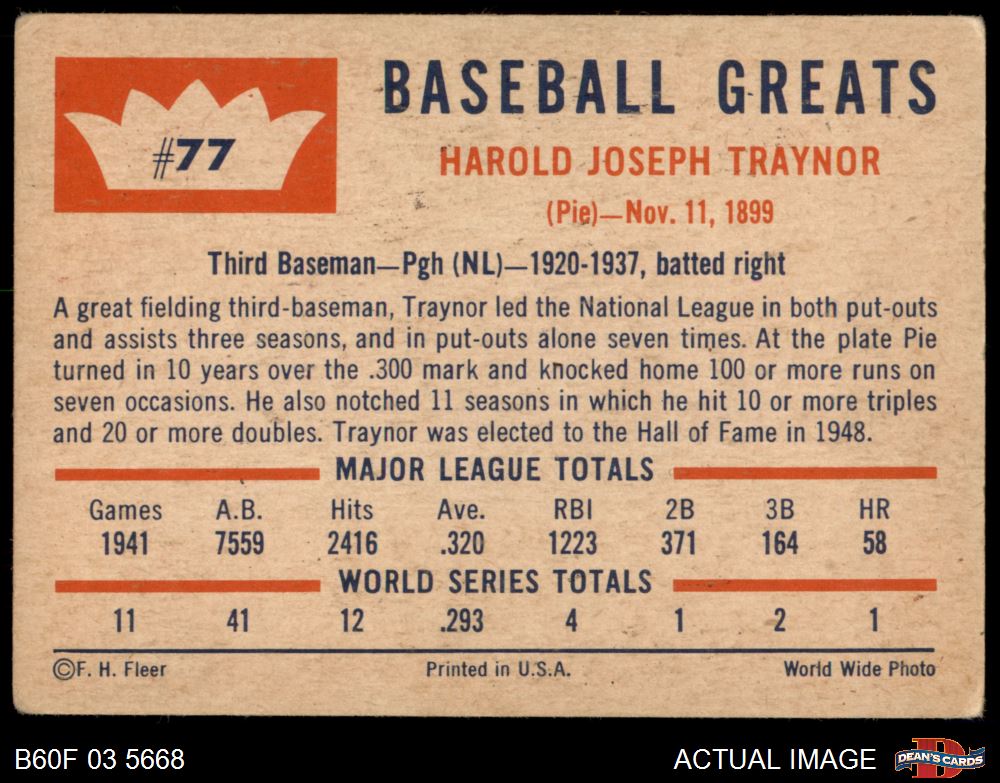 #77
BASEBALL GREATS
HAROLD JOSEPH TRAYNOR
(Pie)—Nov. 11, 1899
Third Baseman—Pgh (NL)—1920-1937, batted right
A great fielding third-baseman, Traynor led the National League in both put-outs
and assists three seasons, and in put-outs alone seven times. At the plate Pie
turned in 10 years over the .300 mark and knocked home 100 or more runs on
seven occasions. He also notched 11 seasons in which he hit 10 or more triples
and 20 or more doubles. Traynor was elected to the Hall of Fame in 1948.
MAJOR LEAGUE TOTALS
Games A.B. Hits Ave. RBI 2B 3B HR
1941 7559 2416 .320 1223 371 164 58
WORLD SERIES TOTALS
11 41 12 .293 4 1 2 1
©F. H. Fleer Printed in U.S.A. World Wide Photo
B60F 03 5668 ACTUAL IMAGE D DEAN'S CARDS